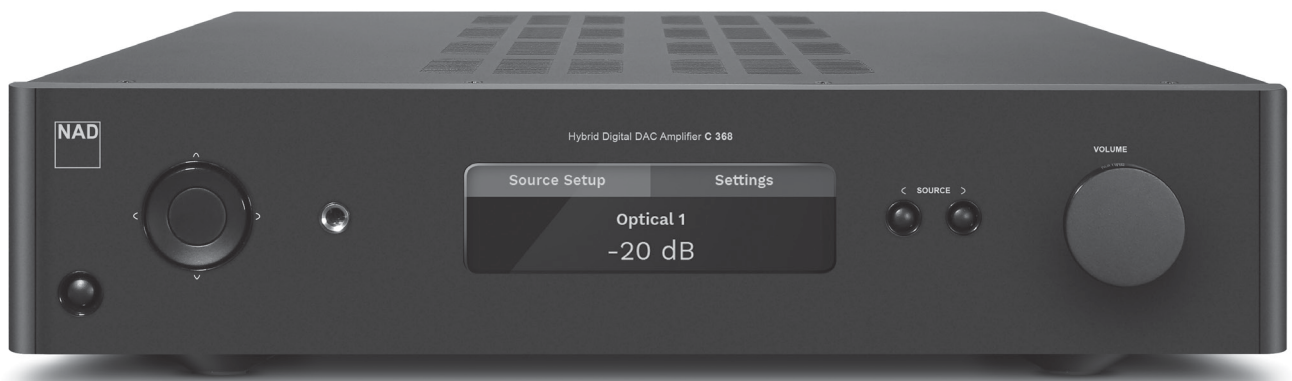 NAD
Hybrid Digital DAC Amplifier C 368
VOLUME
Source Setup Settings
SOURCE
Optical 1
-20 dB